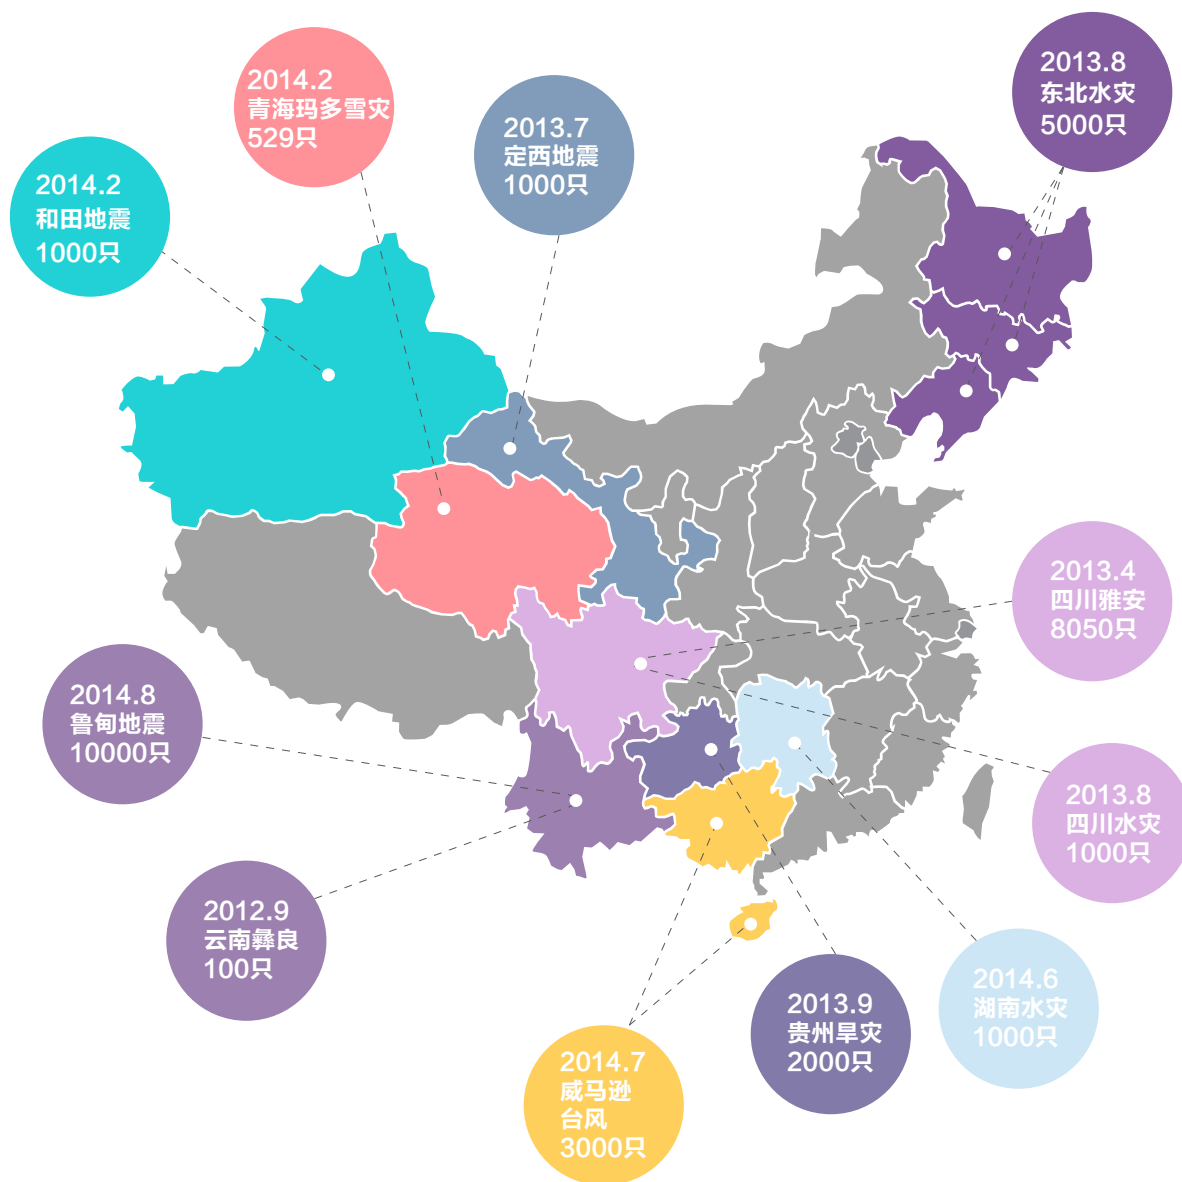 2014.2
青海玛多雪灾
529只
2013.8
东北水灾
5000只
2013.7
定西地震
1000只
2014.2
和田地震
1000只
2013.4
四川雅安
8050只
2014.8
鲁甸地震
10000只
2013.8
四川水灾
1000只
2012.9
云南彝良
100只
2014.6
湖南水灾
1000只
2013.9
贵州旱灾
2000只
2014.7
威马逊
台风
3000只